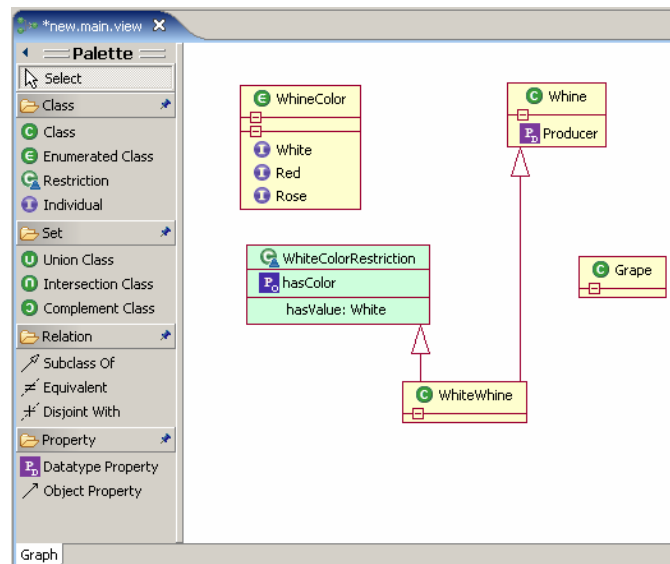 *new.main.view
Palette
Select
Class
Class
Enumerated Class
Restriction
Individual
Set
Union Class
Intersection Class
Complement Class
Relation
Subclass Of
Equivalent
Disjoint With
Property
Datatype Property
Object Property
Graph
WhineColor
White
Red
Rose
Whine
Producer
WhiteColorRestriction
hasColor
hasValue: White
Grape
WhiteWhine